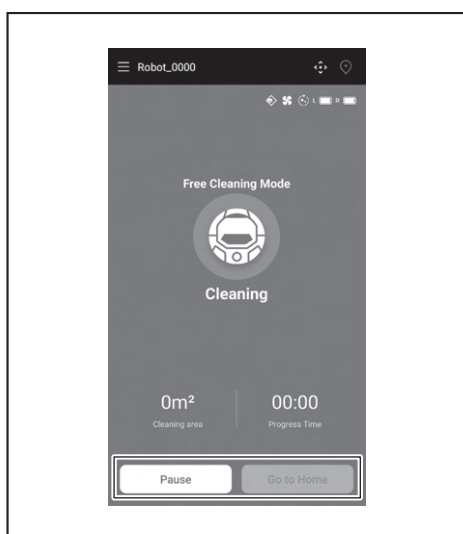 Robot_0000
L R
Free Cleaning Mode
Cleaning
0m² 00:00
Cleaning area Progress Time
Pause Go to Home